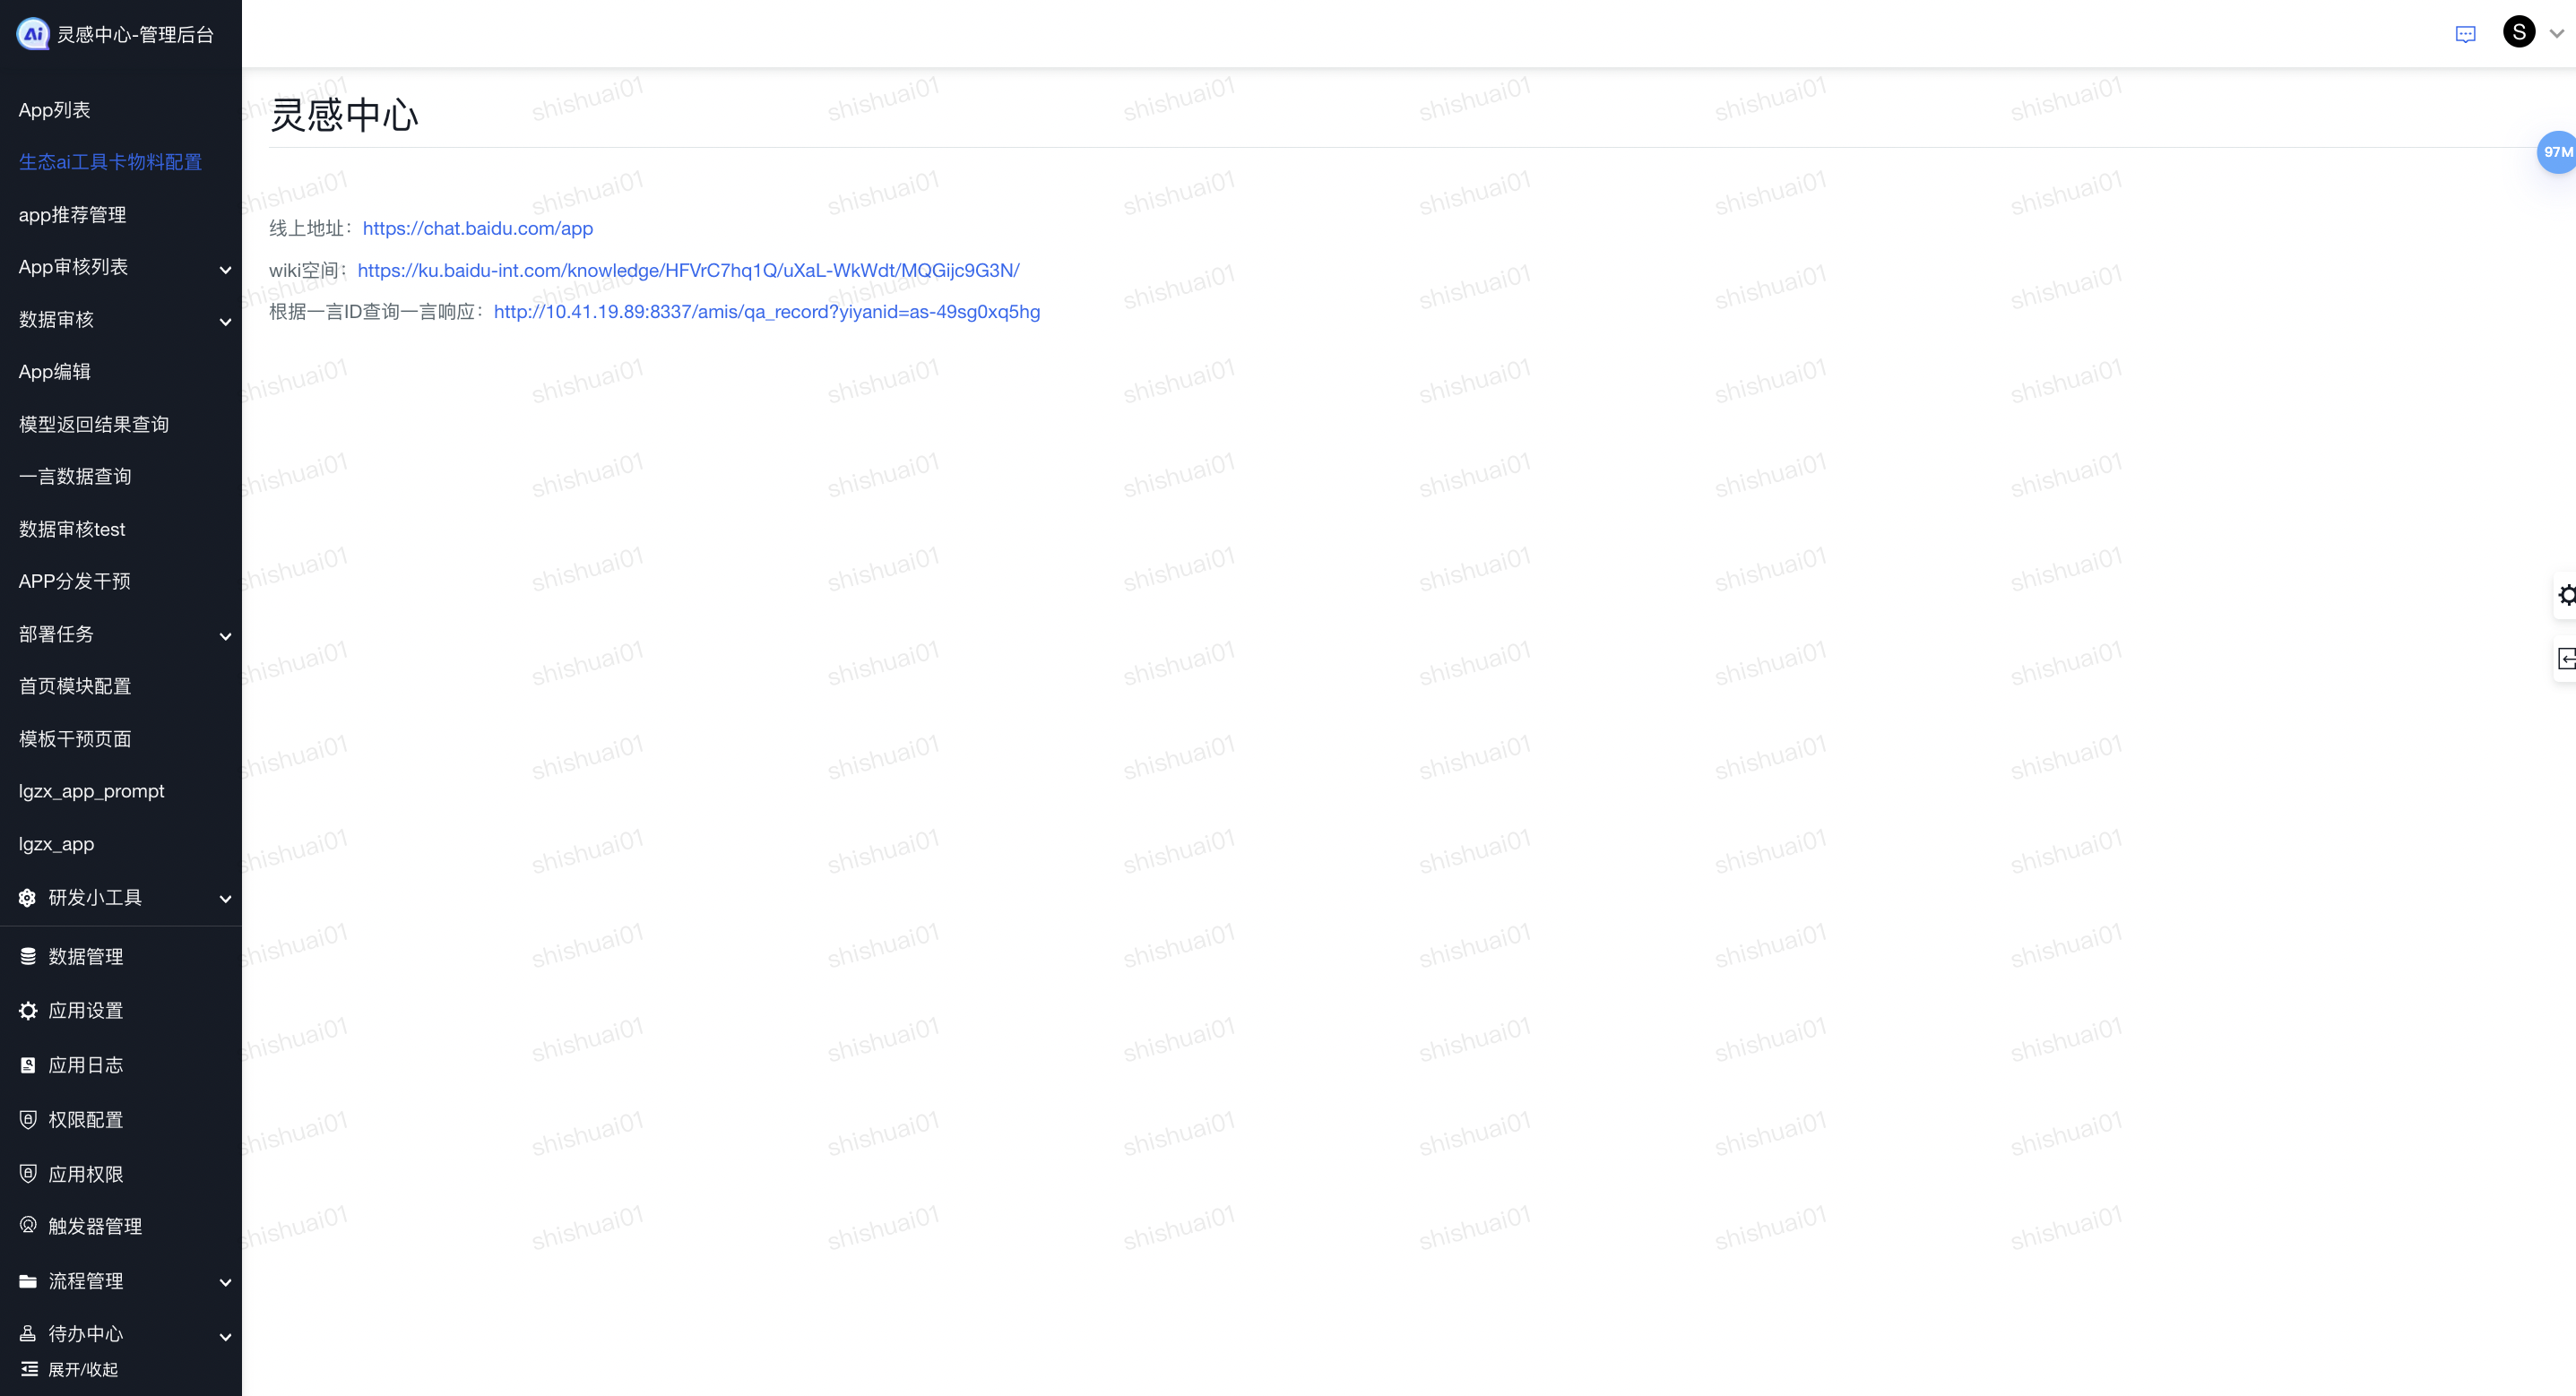 灵感中心-管理后台
S
App列表
生态ai工具卡物料配置
app推荐管理
App审核列表
数据审核
App编辑
模型返回结果查询
一言数据查询
数据审核test
APP分发干预
部署任务
首页模块配置
模板干预页面
lgzx_app_prompt
lgzx_app
研发小工具
数据管理
应用设置
应用日志
权限配置
应用权限
触发器管理
流程管理
待办中心
展开/收起
灵感中心
97M
线上地址：https://chat.baidu.com/app
wiki空间：https://ku.baidu-int.com/knowledge/HFVrC7hq1Q/uXaL-WkWdt/MQGijc9G3N/
根据一言ID查询一言响应：http://10.41.19.89:8337/amis/qa_record?yiyanid=as-49sg0xq5hg
shishuai01